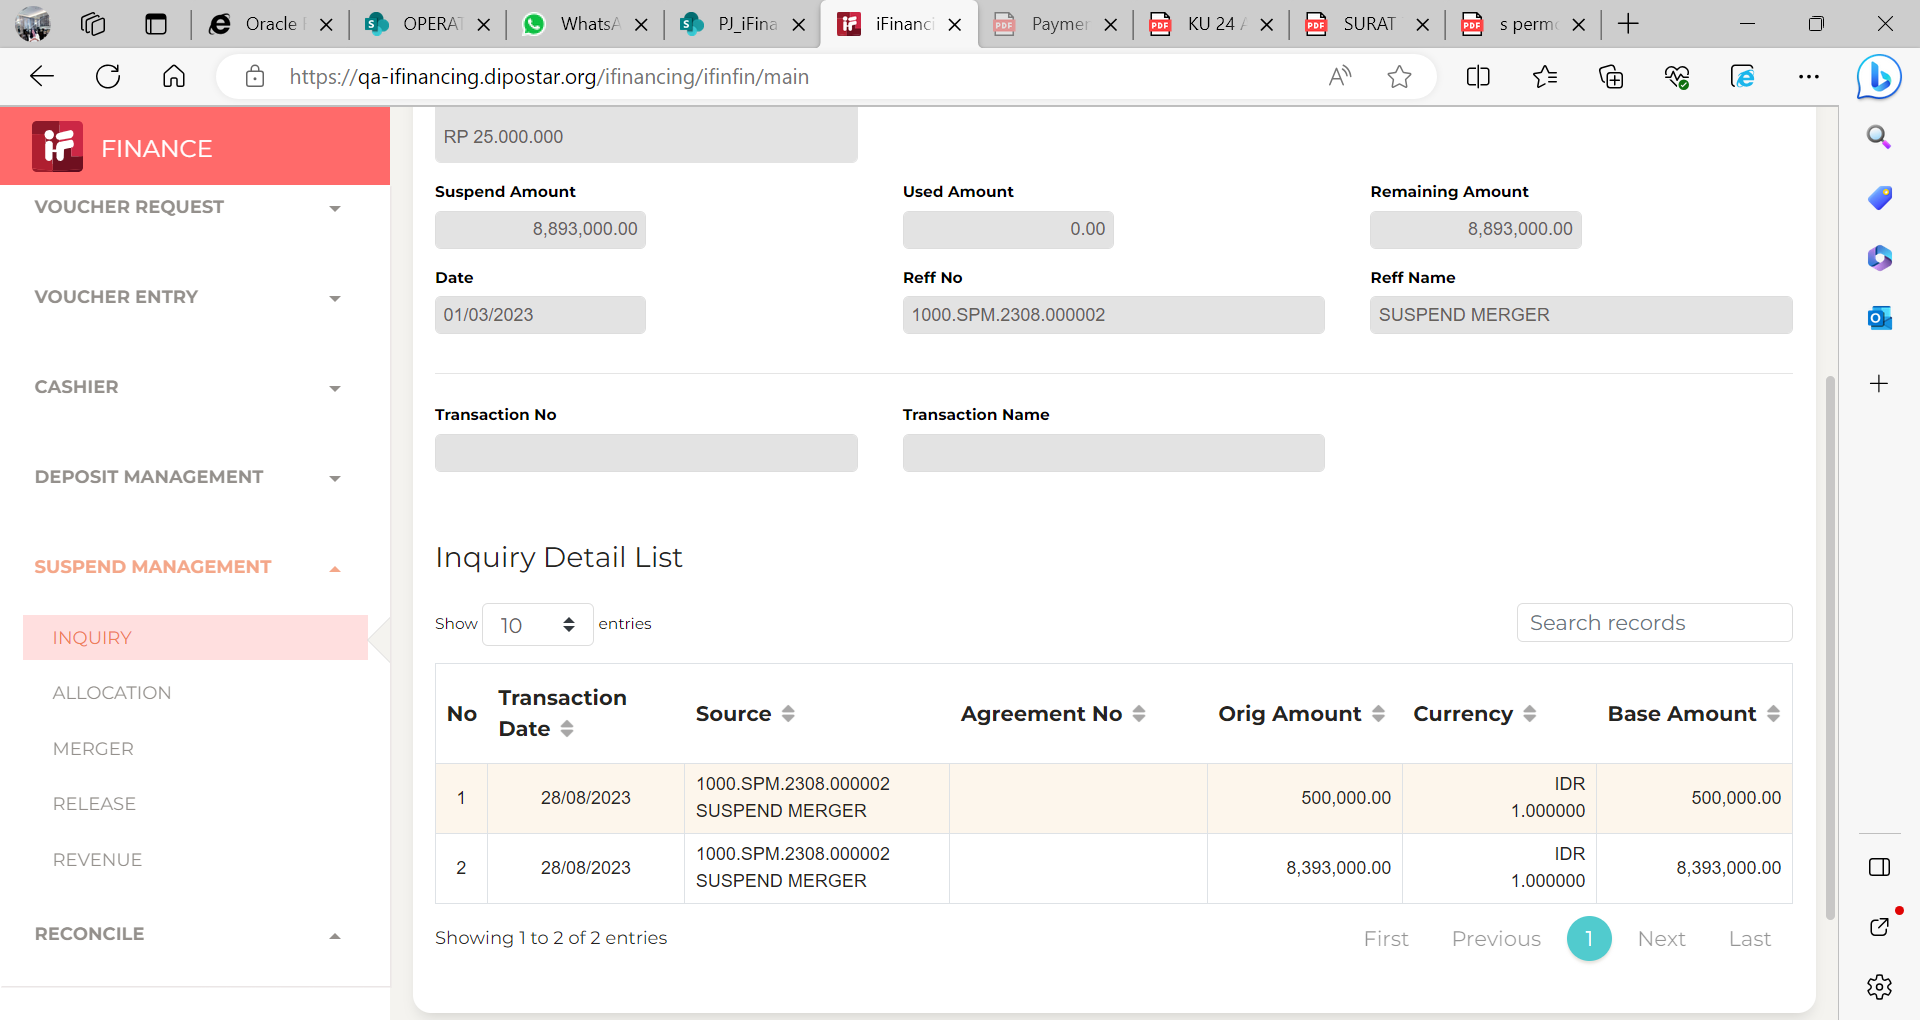 Oracle
OPERAT
WhatsA
PJ_iFina
iFinanci
Paymen
KU 24
SURAT
s perm
https://qa-ifinancing.dipostar.org/ifinancing/ifinfin/main
iF FINANCE
VOUCHER REQUEST
VOUCHER ENTRY
CASHIER
DEPOSIT MANAGEMENT
SUSPEND MANAGEMENT
INQUIRY
ALLOCATION
MERGER
RELEASE
REVENUE
RECONCILE
RP 25.000.000
Suspend Amount Used Amount Remaining Amount
8,893,000.00 0.00 8,893,000.00
Date Reff No Reff Name
01/03/2023 1000.SPM.2308.000002 SUSPEND MERGER
Transaction No Transaction Name
Inquiry Detail List
Show 10 entries Search records
No Transaction Date Source Agreement No Orig Amount Currency Base Amount
1 28/08/2023 1000.SPM.2308.000002 500,000.00 IDR 500,000.00
SUSPEND MERGER 1.000000
2 28/08/2023 1000.SPM.2308.000002 8,393,000.00 IDR 8,393,000.00
SUSPEND MERGER 1.000000
Showing 1 to 2 of 2 entries First Previous 1 Next Last